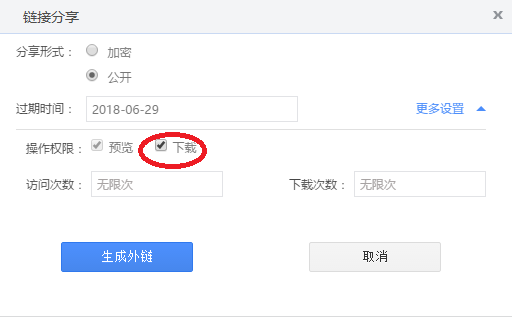 链接分享
分享形式： 加密
公开
过期时间： 2018-06-29 更多设置
操作权限： 预览 下载
访问次数： 无限次 下载次数： 无限次
生成外链 取消